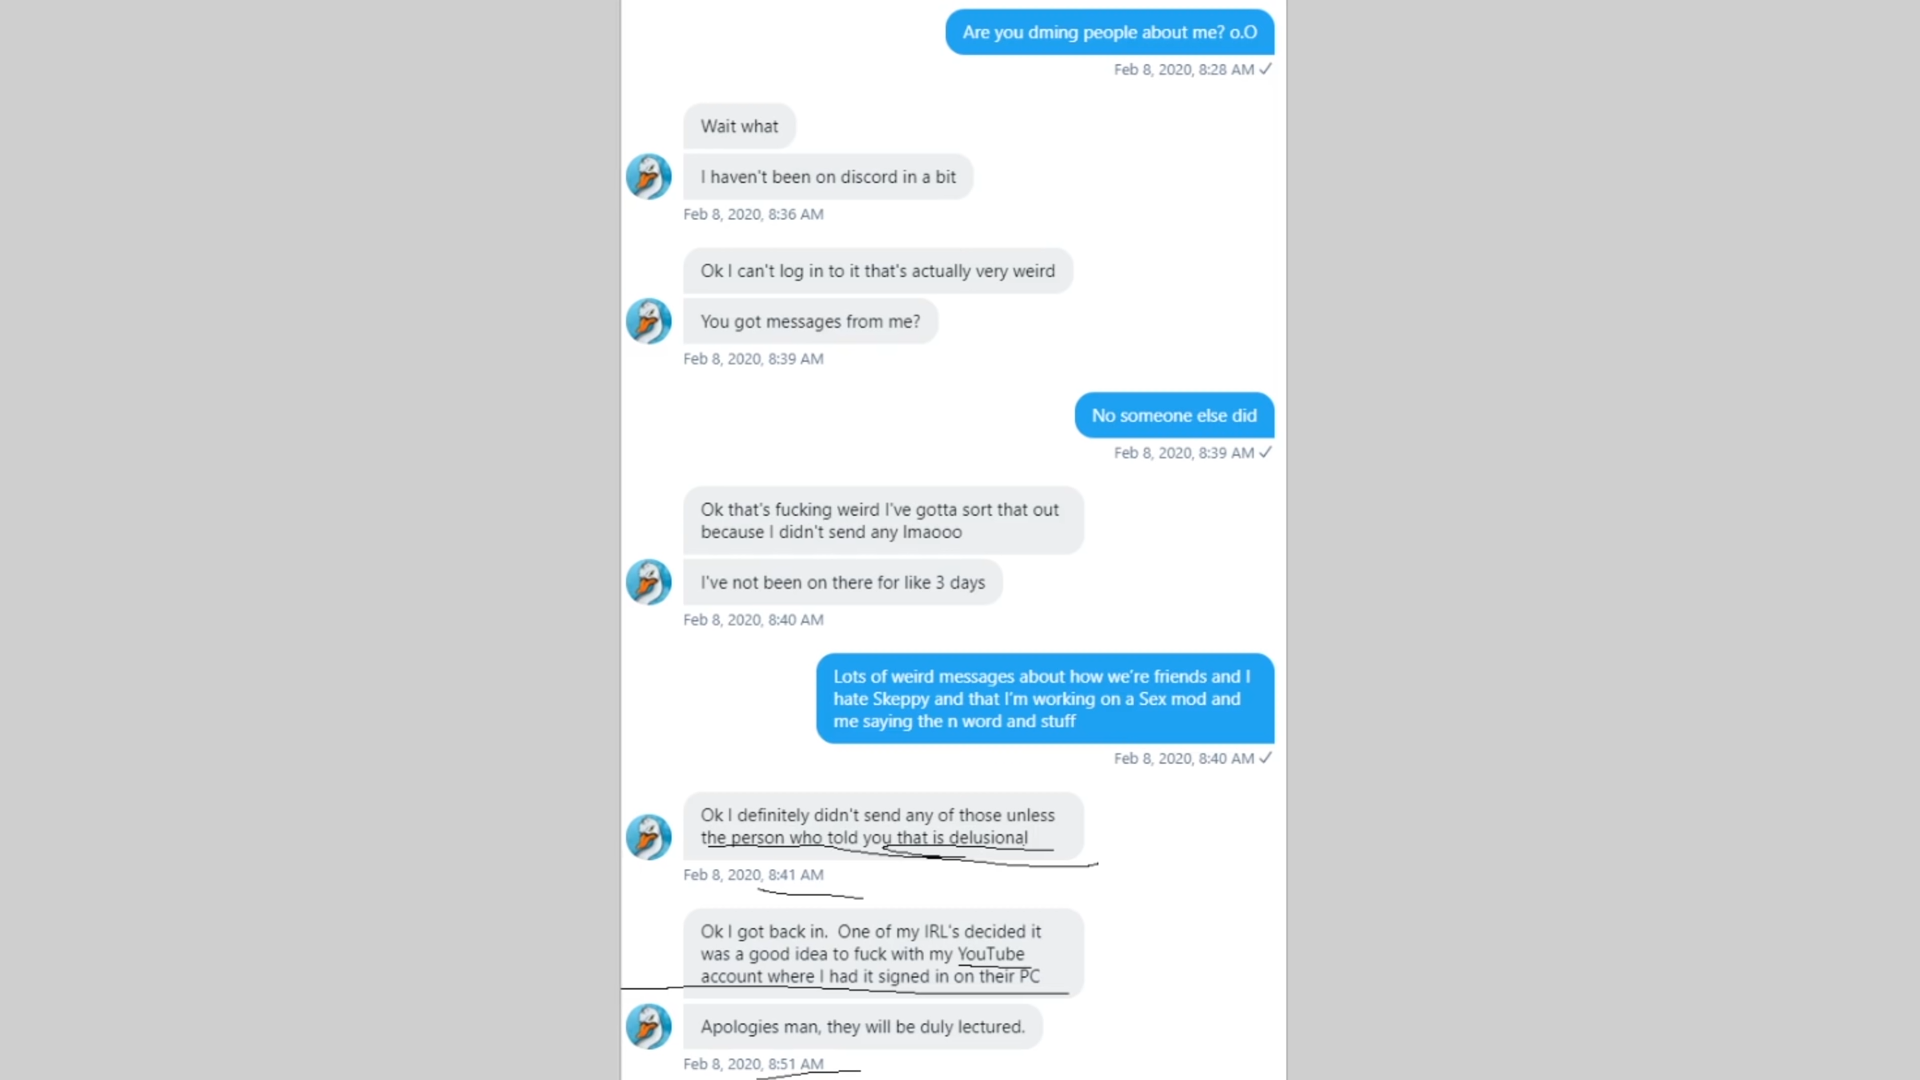 Are you dming people about me? o.O
Feb 8, 2020, 8:28 AM ✓
Wait what
I haven't been on discord in a bit
Feb 8, 2020, 8:36 AM
Ok I can't log in to it that's actually very weird
You got messages from me?
Feb 8, 2020, 8:39 AM
No someone else did
Feb 8, 2020, 8:39 AM ✓
Ok that's fucking weird I've gotta sort that out
because I didn't send any lmaooo
I've not been on there for like 3 days
Feb 8, 2020, 8:40 AM
Lots of weird messages about how we're friends and I
hate Skeppy and that I'm working on a Sex mod and
me saying the n word and stuff
Feb 8, 2020, 8:40 AM ✓
Ok I definitely didn't send any of those unless
the person who told you that is delusional
Feb 8, 2020, 8:41 AM
Ok I got back in.  One of my IRL's decided it
was a good idea to fuck with my YouTube
account where I had it signed in on their PC
Apologies man, they will be duly lectured.
Feb 8, 2020, 8:51 AM